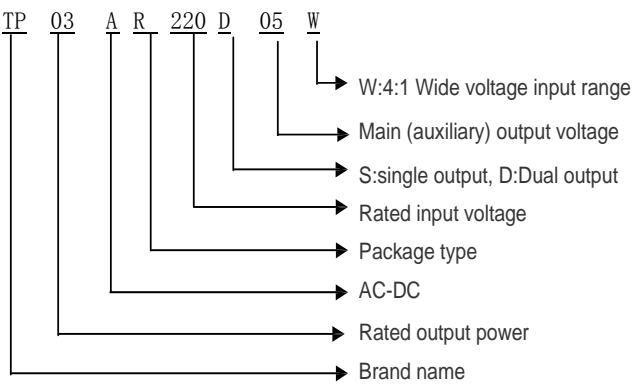 TP 03 A R 220 D 05 W
W:4:1 Wide voltage input range
Main (auxiliary) output voltage
S:single output, D:Dual output
Rated input voltage
Package type
AC-DC
Rated output power
Brand name